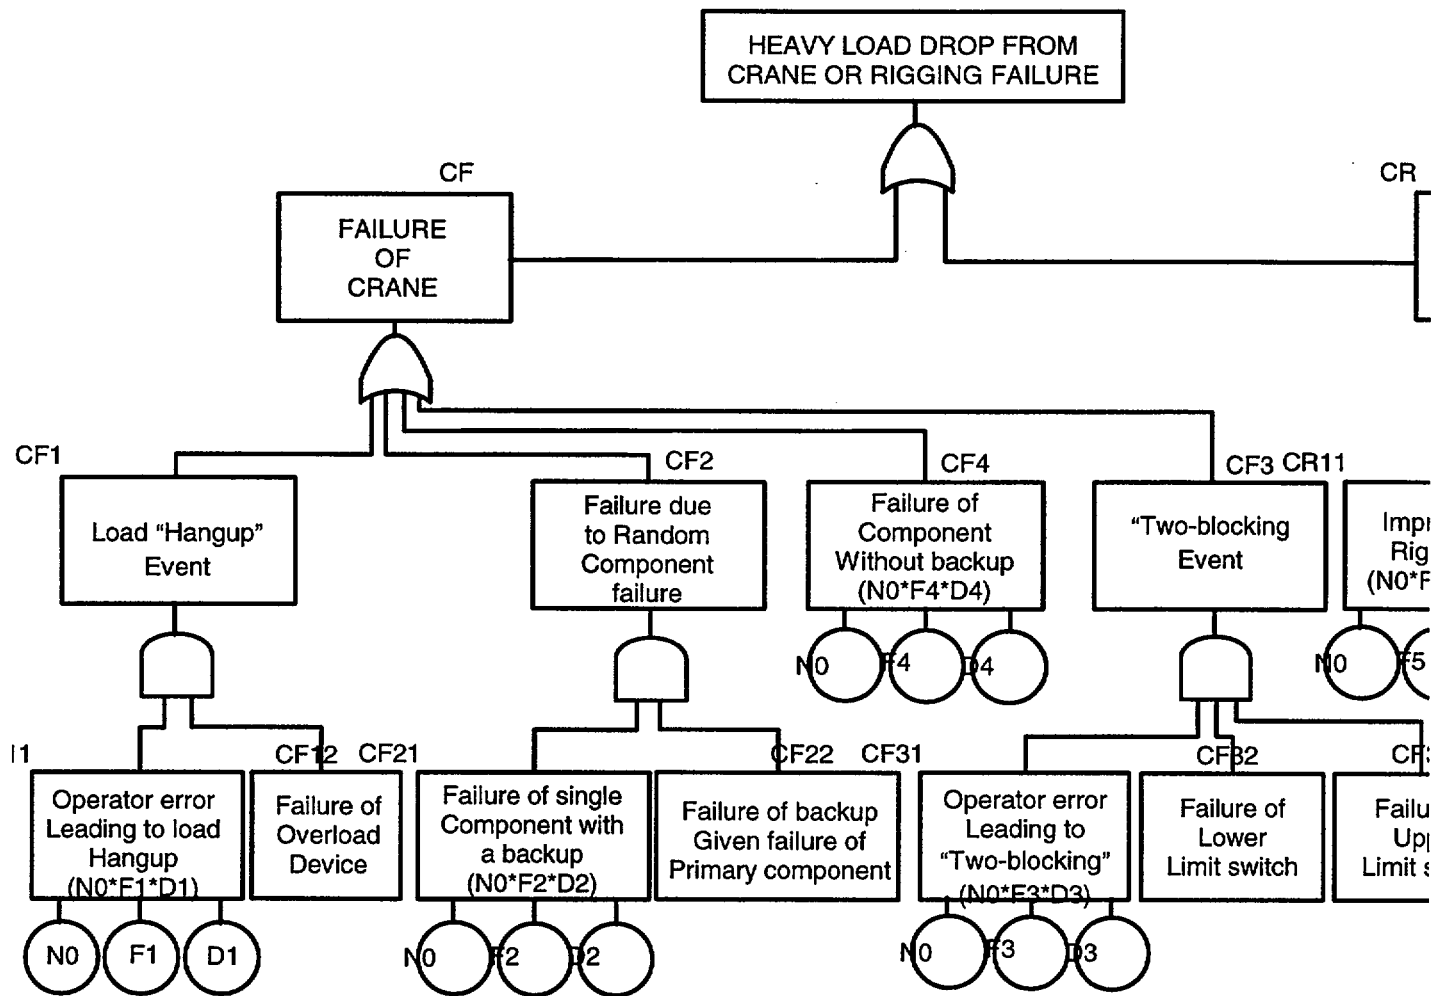 HEAVY LOAD DROP FROM
CRANE OR RIGGING FAILURE
CF
CR
FAILURE
OF
CRANE
CF1
CF2
CF4
CF3 CR11
Load “Hangup”
Event
Failure due
to Random
Component
failure
Failure of
Component
Without backup
(N0*F4*D4)
“Two-blocking
Event
(N0*F
N0
F4
D4
N0
F5
CF12
CF21
CF22
CF31
CF32
Operator error
Leading to load
Hangup
(N0*F1*D1)
Failure of
Overload
Device
Failure of single
Component with
a backup
(N0*F2*D2)
Failure of backup
Given failure of
Primary component
Operator error
Leading to
“Two-blocking”
(N0*F3*D3)
Failure of
Lower
Limit switch
Limit
N0
F1
D1
N0
F2
D2
N0
F3
D3